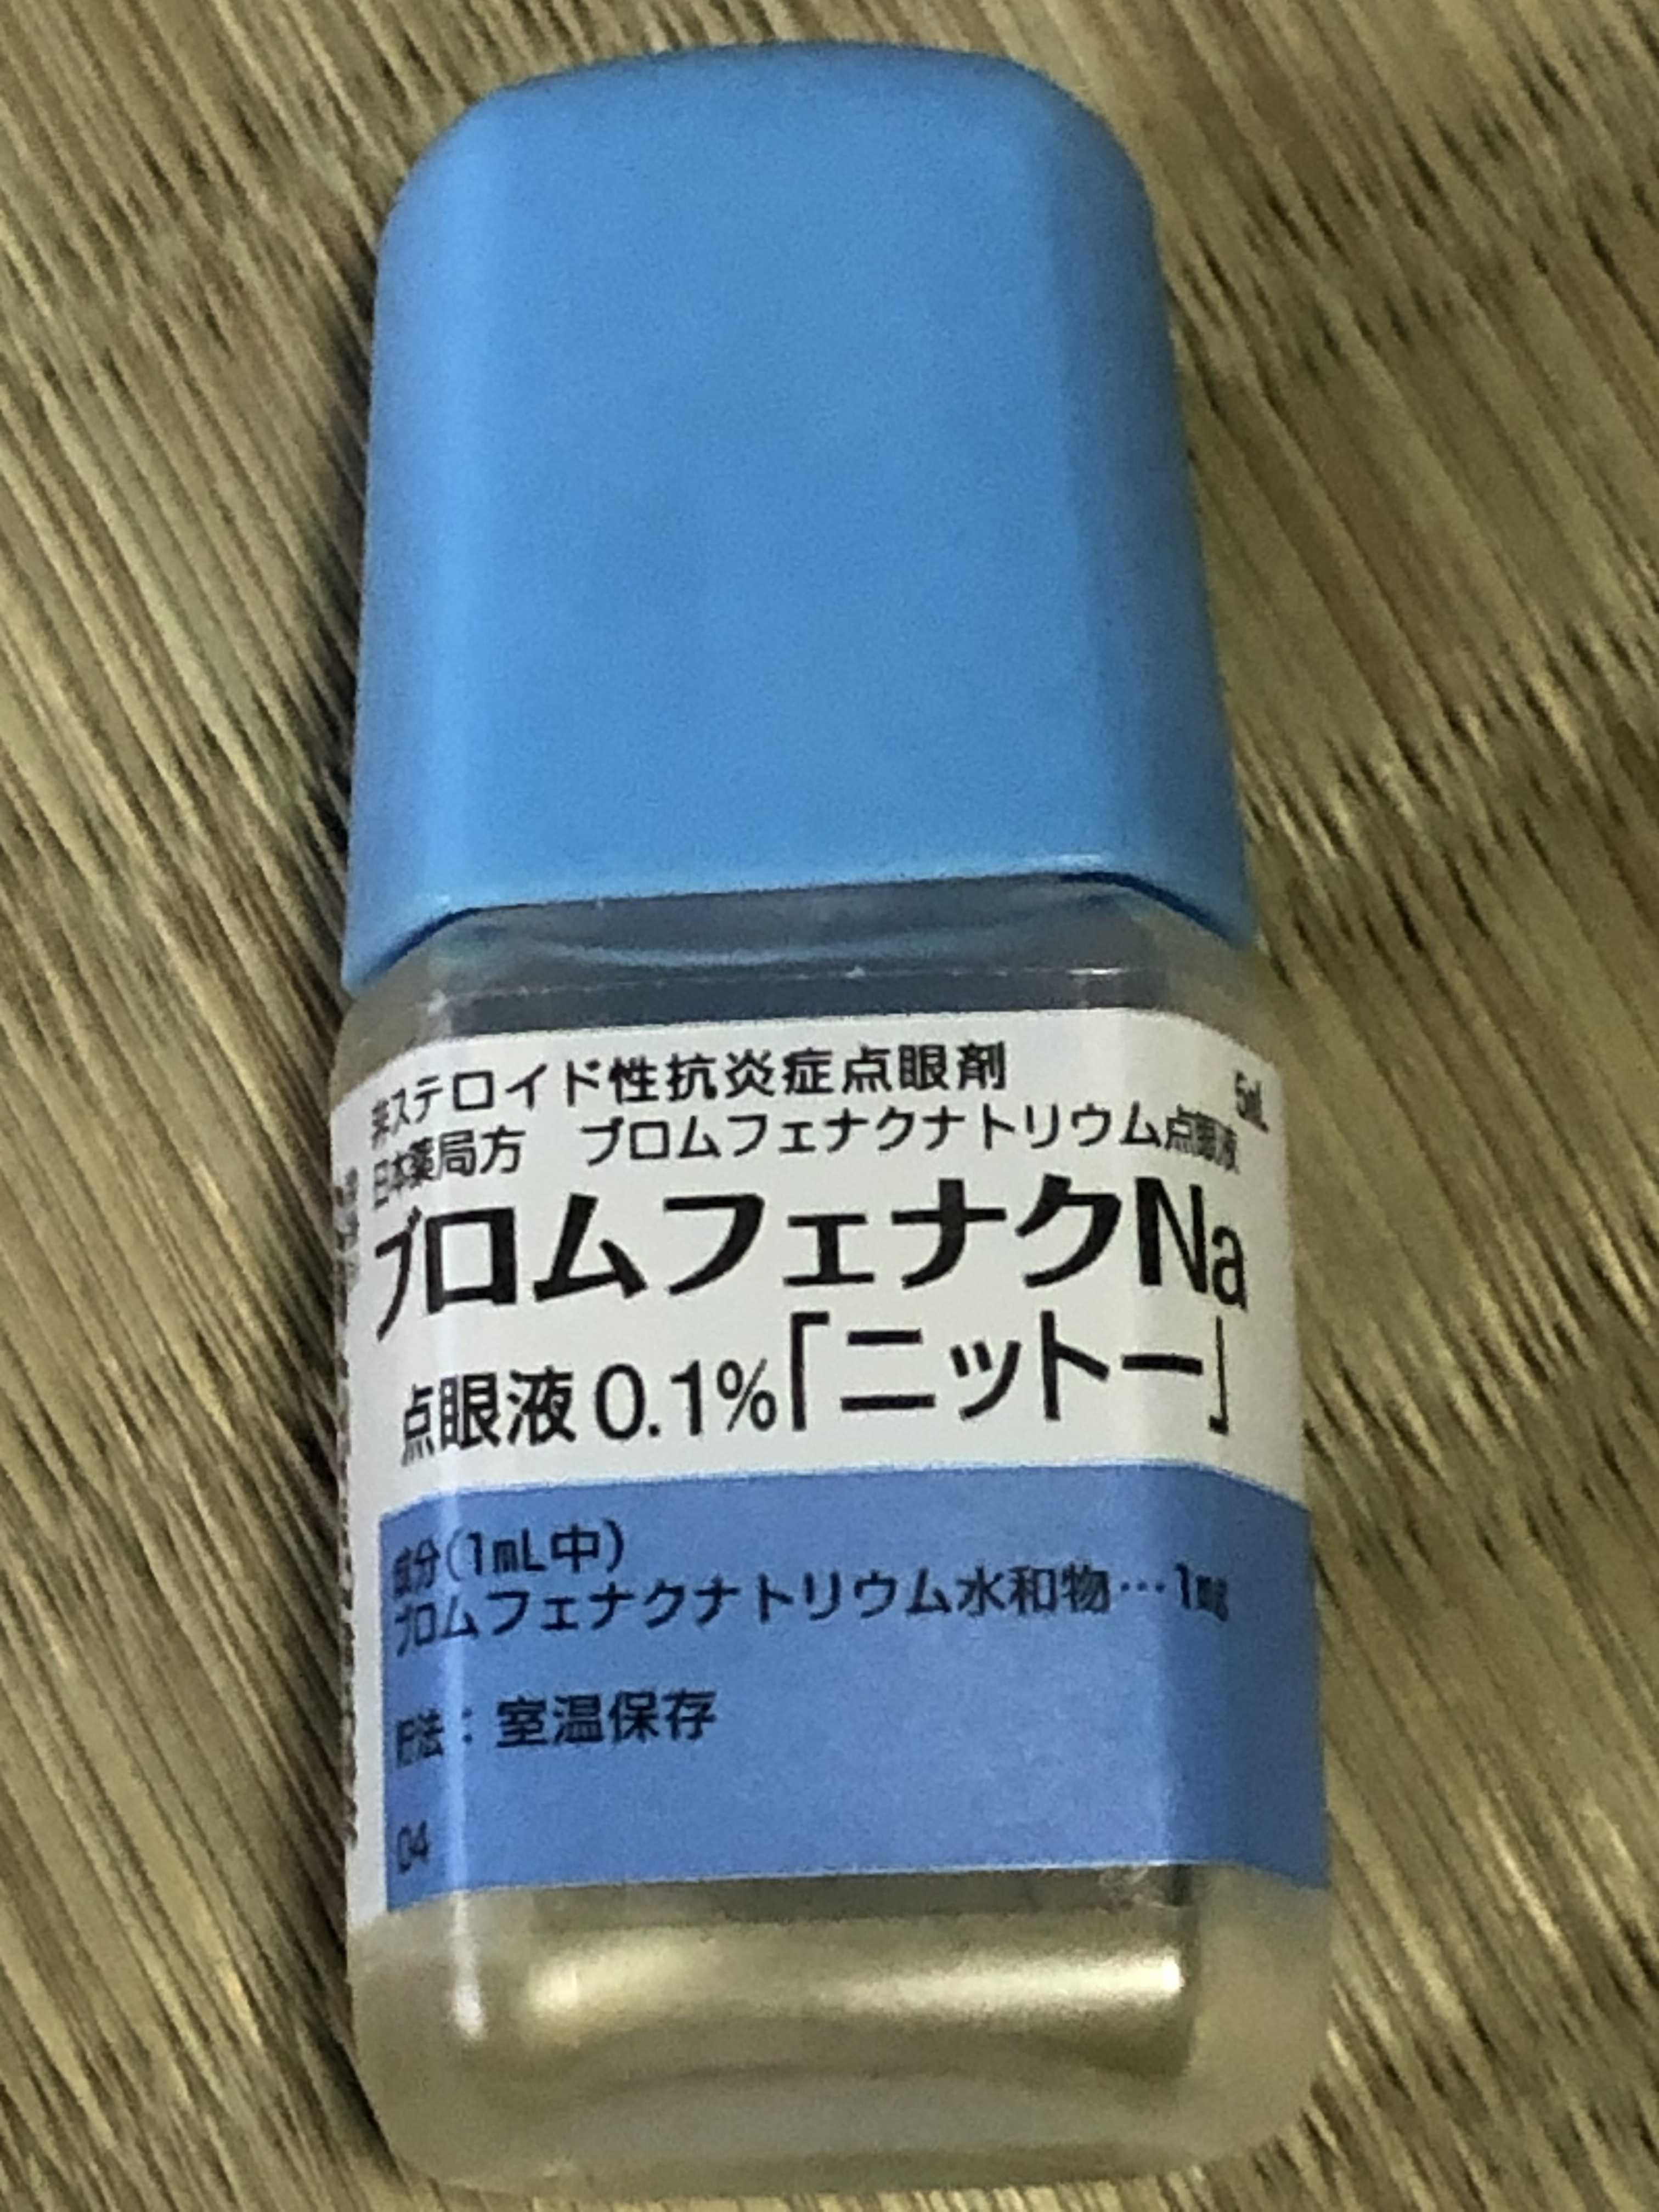 非ステロイド性抗炎症点眼剤
5mL
日本薬局方　ブロムフェナクナトリウム点眼液
ブロムフェナクNa
点眼液0.1%「ニットー」
成分(1mL中)
ブロムフェナクナトリウム水和物…1mg
貯法：室温保存
04